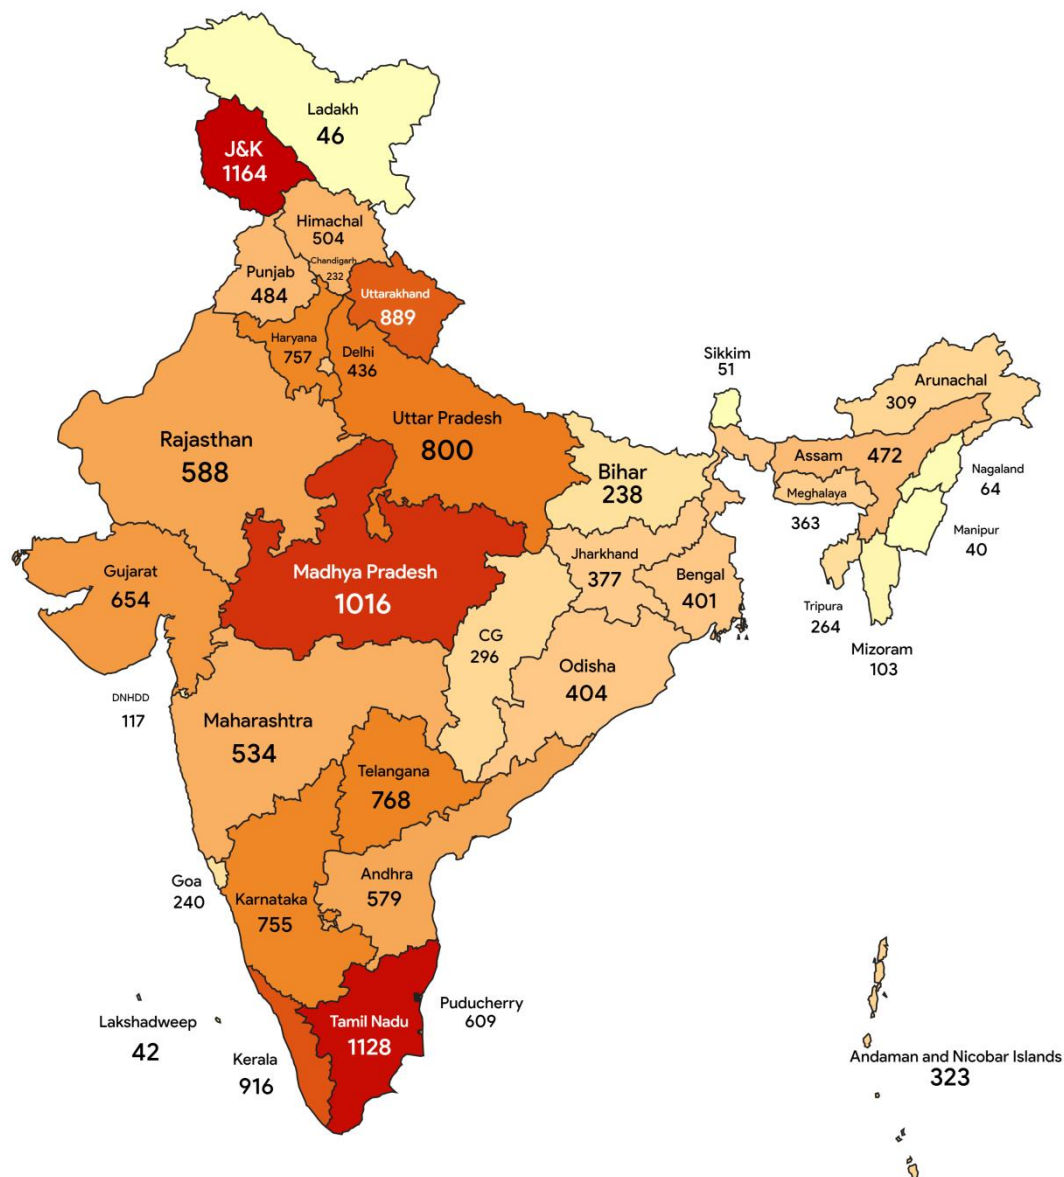 Ladakh
46
J&K
1164
Himachal
504
Chandigarh
232
Punjab
484
Uttarakhand
889
Haryana
757
Delhi
436
Sikkim
51
Arunachal
309
Uttar Pradesh
800
Rajasthan
588
Bihar
238
Assam 472
Nagaland
64
Meghalaya
363
Manipur
40
Jharkhand
377
Bengal
401
Gujarat
654
Madhya Pradesh
1016
Tripura
264
Mizoram
103
CG
296
Odisha
404
DNHDD
117
Maharashtra
534
Telangana
768
Goa
240
Karnataka
755
Andhra
579
Lakshadweep
42
Kerala
916
Tamil Nadu
1128
Puducherry
609
Andaman and Nicobar Islands
323